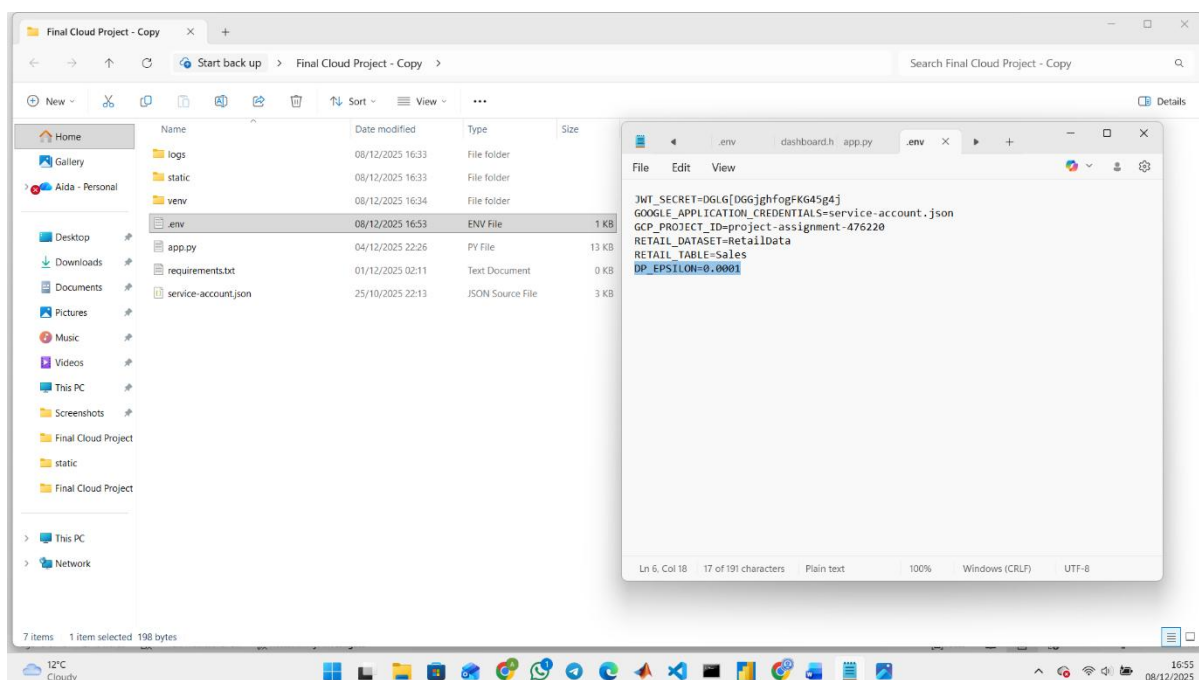 Final Cloud Project - Copy
Start back up > Final Cloud Project - Copy >
Search Final Cloud Project - Copy
New
Sort
View
Details
Home
Gallery
Aida - Personal
Desktop
Downloads
Documents
Pictures
Music
Videos
This PC
Screenshots
Final Cloud Project
static
Final Cloud Project
This PC
Network
Name Date modified Type Size
logs 08/12/2025 16:33 File folder
static 08/12/2025 16:33 File folder
venv 08/12/2025 16:34 File folder
.env 08/12/2025 16:53 ENV File 1 KB
app.py 04/12/2025 22:26 PY File 13 KB
requirements.txt 01/12/2025 02:11 Text Document 0 KB
service-account.json 25/10/2025 22:13 JSON Source File 3 KB
.env dashboard.h app.py .env
File Edit View
JWT_SECRET=DGLG[DGGjghfogFKG45g4j
GOOGLE_APPLICATION_CREDENTIALS=service-account.json
GCP_PROJECT_ID=project-assignment-476220
RETAIL_DATASET=RetailData
RETAIL_TABLE=Sales
DP_EPSILON=0.0001
Ln 6, Col 18 17 of 191 characters Plain text 100% Windows (CRLF) UTF-8
7 items 1 item selected 198 bytes
12°C
Cloudy
16:55
08/12/2025